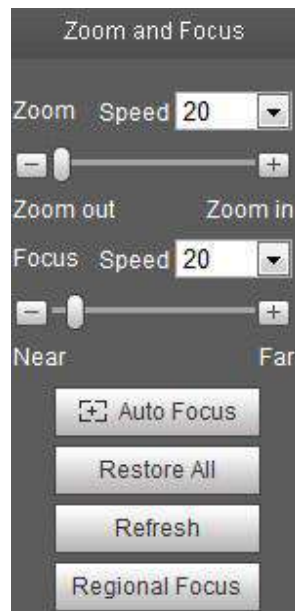 Zoom and Focus
Zoom Speed 20
Zoom out Zoom in
Focus Speed 20
Near Far
Auto Focus
Restore All
Refresh
Regional Focus